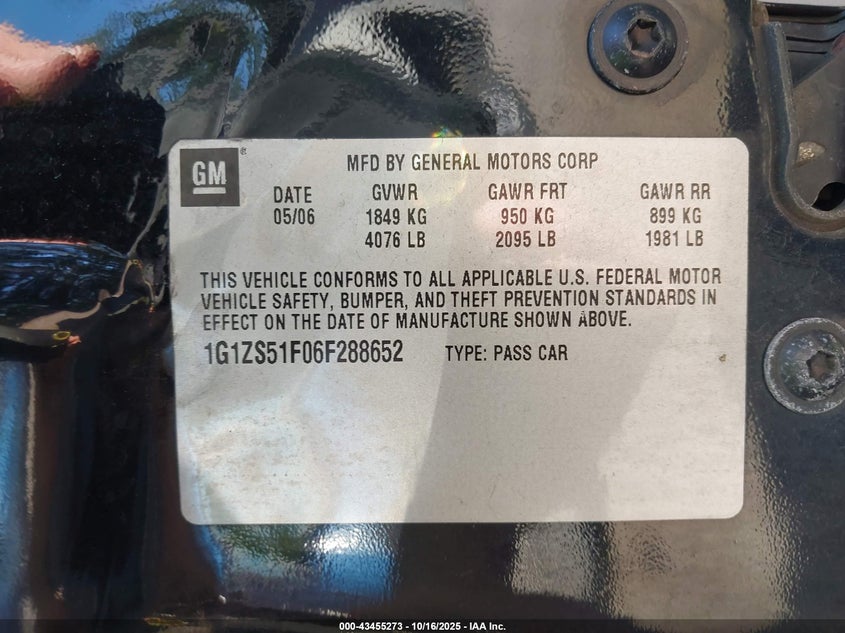 GM ®
MFD BY GENERAL MOTORS CORP
DATE GVWR GAWR FRT GAWR RR
05/06 1849 KG 950 KG 899 KG
4076 LB 2095 LB 1981 LB
THIS VEHICLE CONFORMS TO ALL APPLICABLE U.S. FEDERAL MOTOR
VEHICLE SAFETY, BUMPER, AND THEFT PREVENTION STANDARDS IN
EFFECT ON THE DATE OF MANUFACTURE SHOWN ABOVE.
1G1ZS51F06F288652 TYPE: PASS CAR
000-43455273 - 10/16/2025 - IAA Inc.